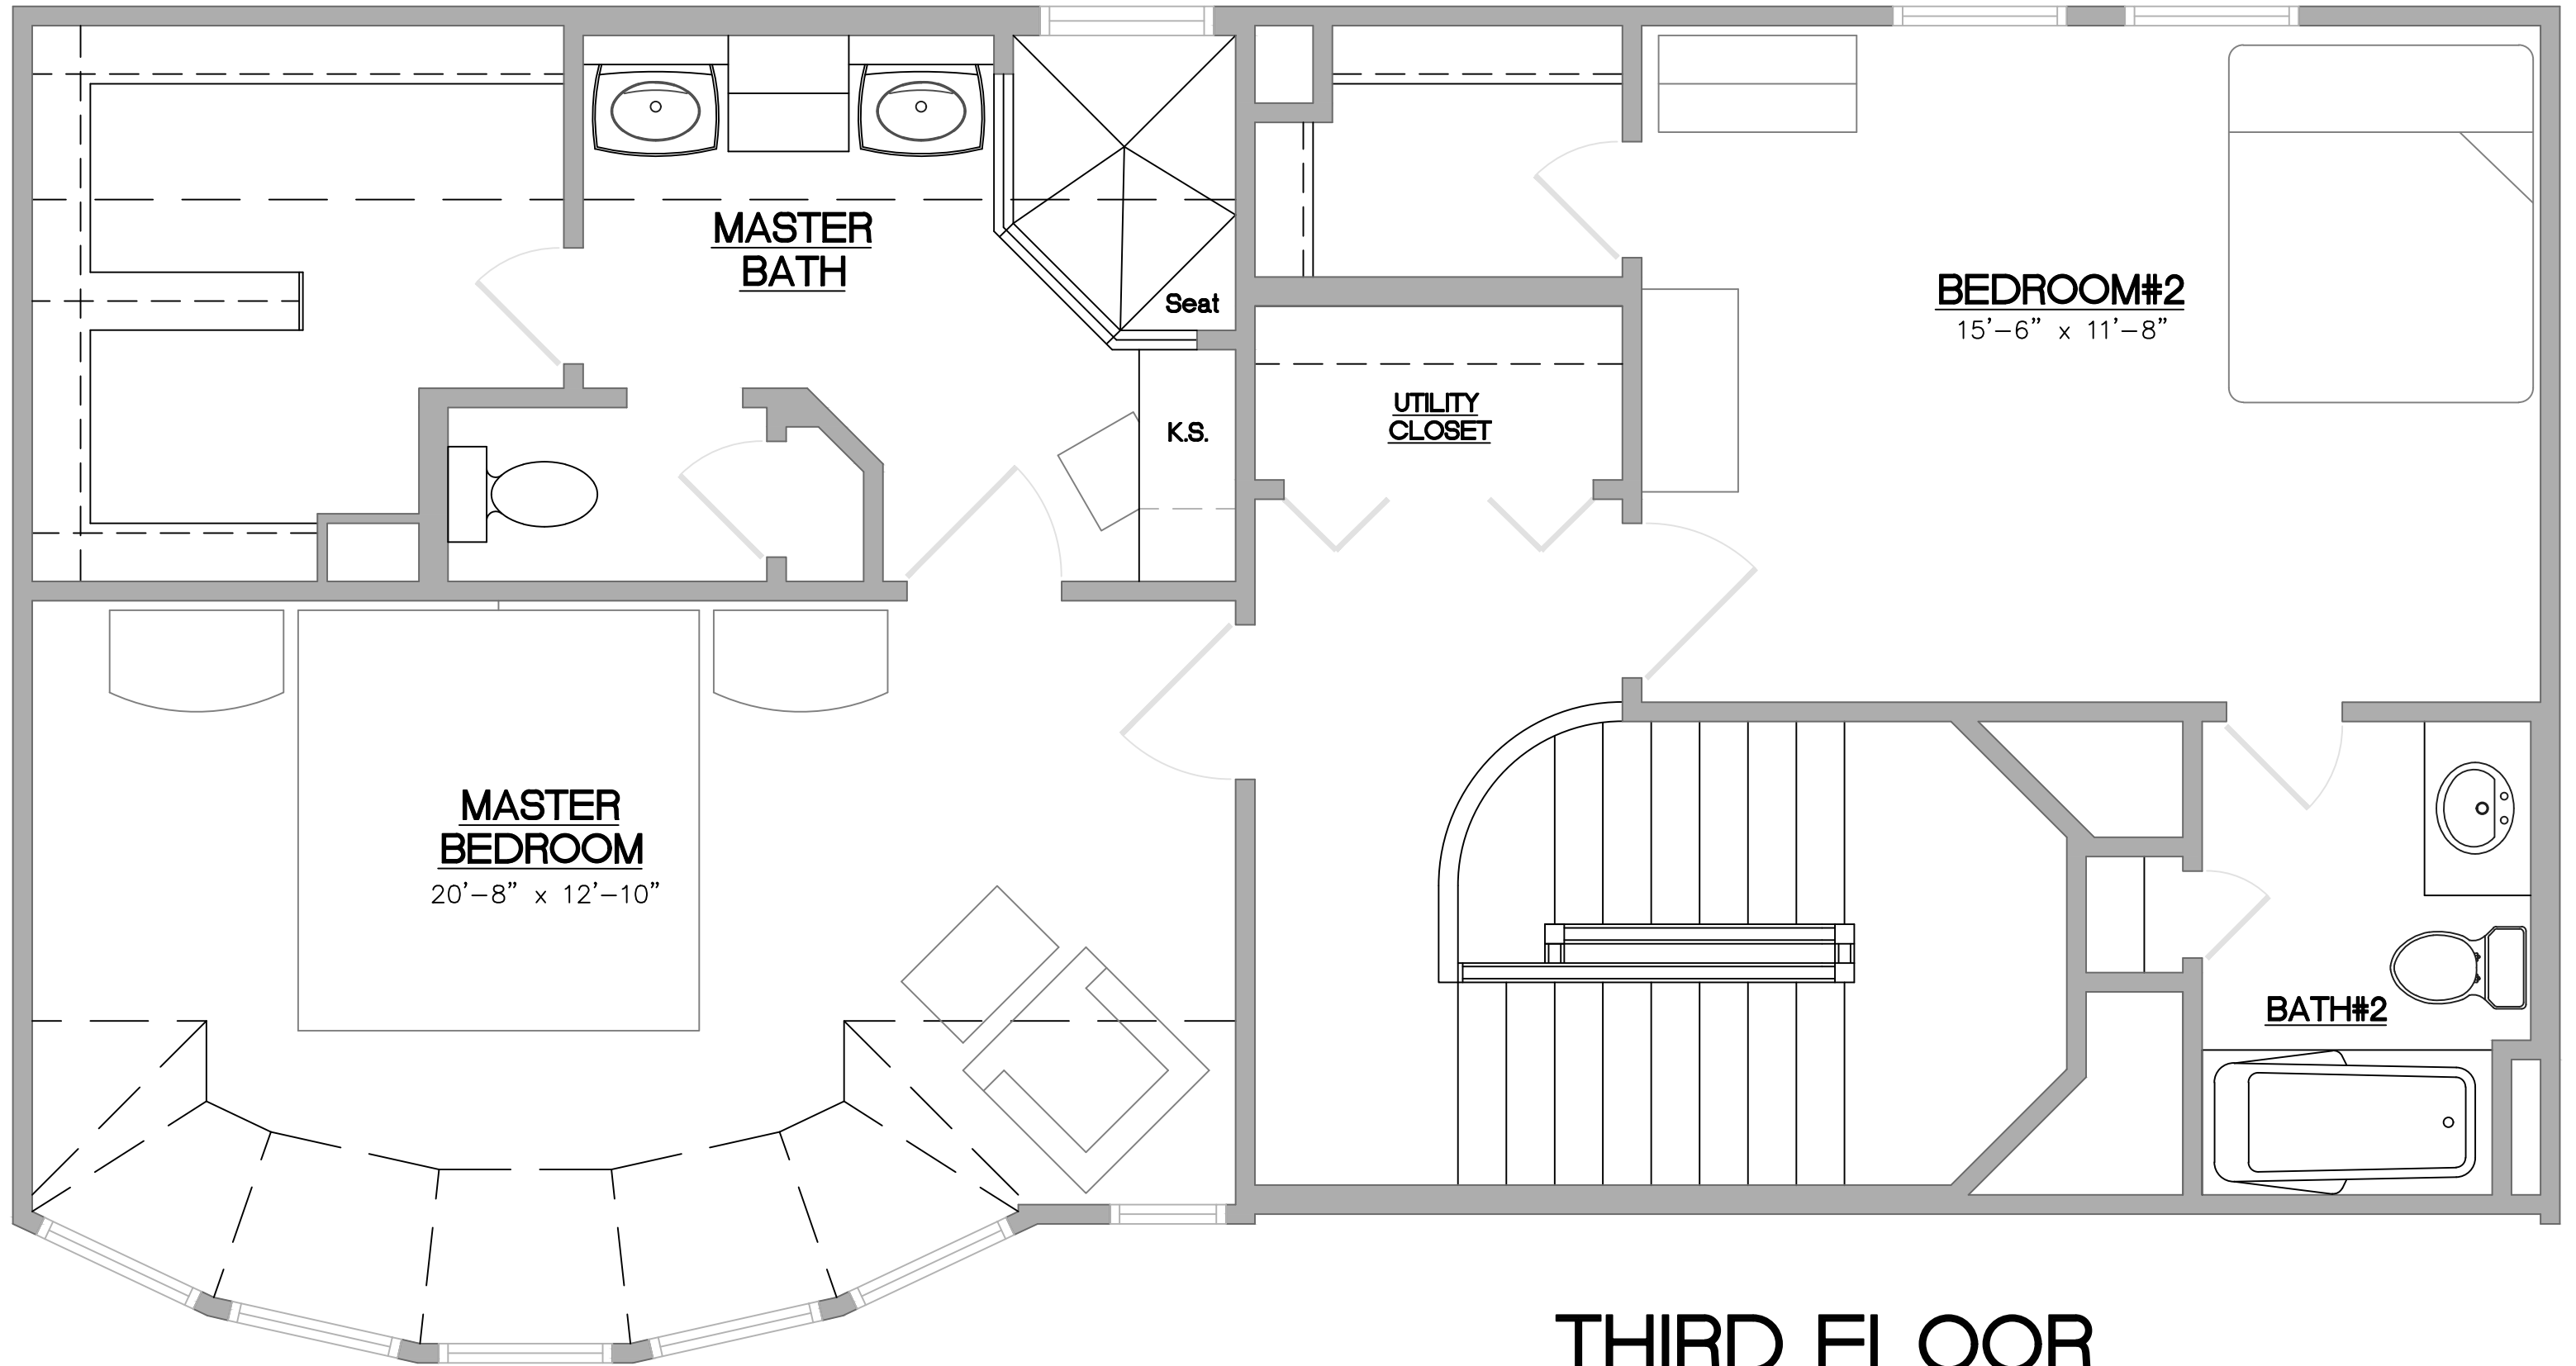 MASTER
BATH
Seat
BEDROOM#2
15'-6" x 11'-8"
UTILITY
CLOSET
K.S.
MASTER
BEDROOM
20'-8" x 12'-10"
BATH#2
THIRD FLOOR